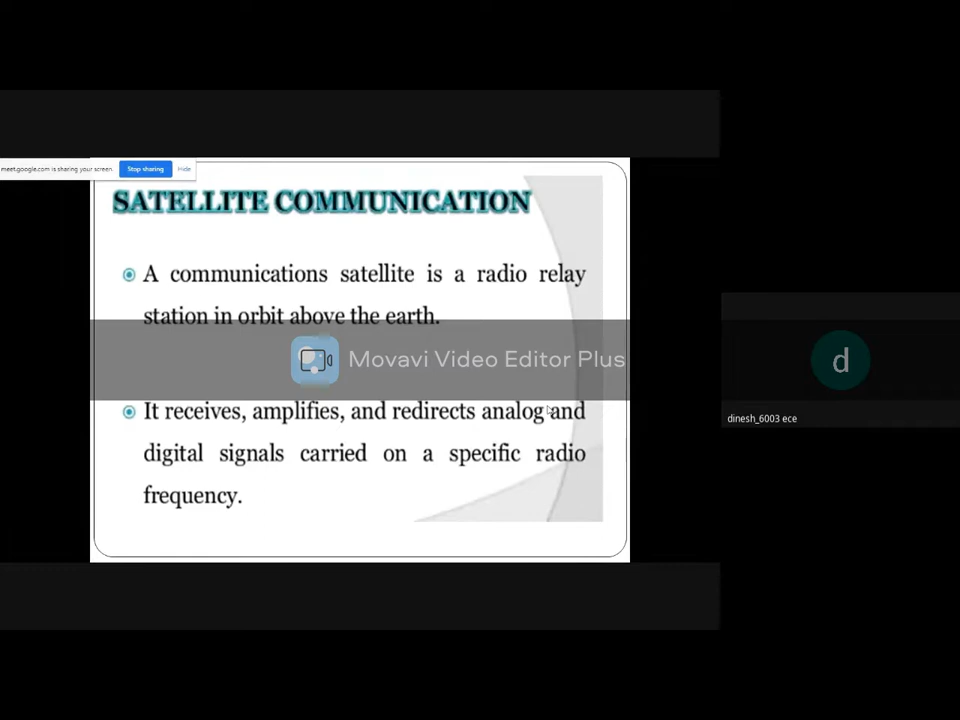 meet.google.com is sharing your screen.
Stop sharing
Hide
SATELLITE COMMUNICATION
A communications satellite is a radio relay
station in orbit above the earth.
Movavi Video Editor Plus
It receives, amplifies, and redirects analog and
digital signals carried on a specific radio
frequency.
d
dinesh_6003 ece